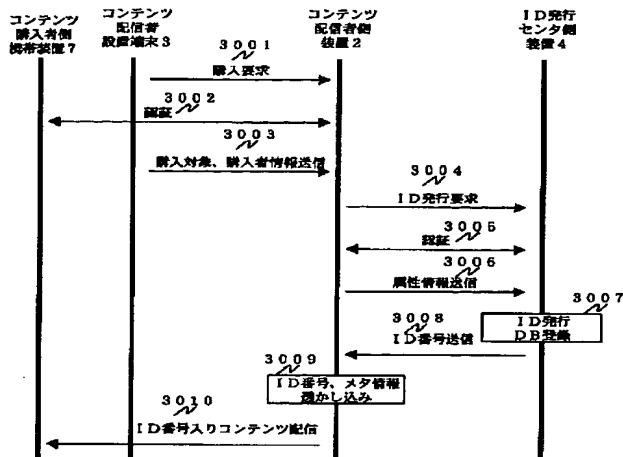 コンテンツ
購入者側
携帯装置7
コンテンツ
配信者
設置端末3
コンテンツ
配信者側
装置2
ID発行
センタ側
装置4
3001
購入要求
3002
認証
3003
購入対象、購入者情報送信
3004
ID発行要求
3005
認証
3006
属性情報送信
3007
ID発行
DB登録
3008
ID番号送信
3009
ID番号、メタ情報
透かし込み
3010
ID番号入りコンテンツ配信